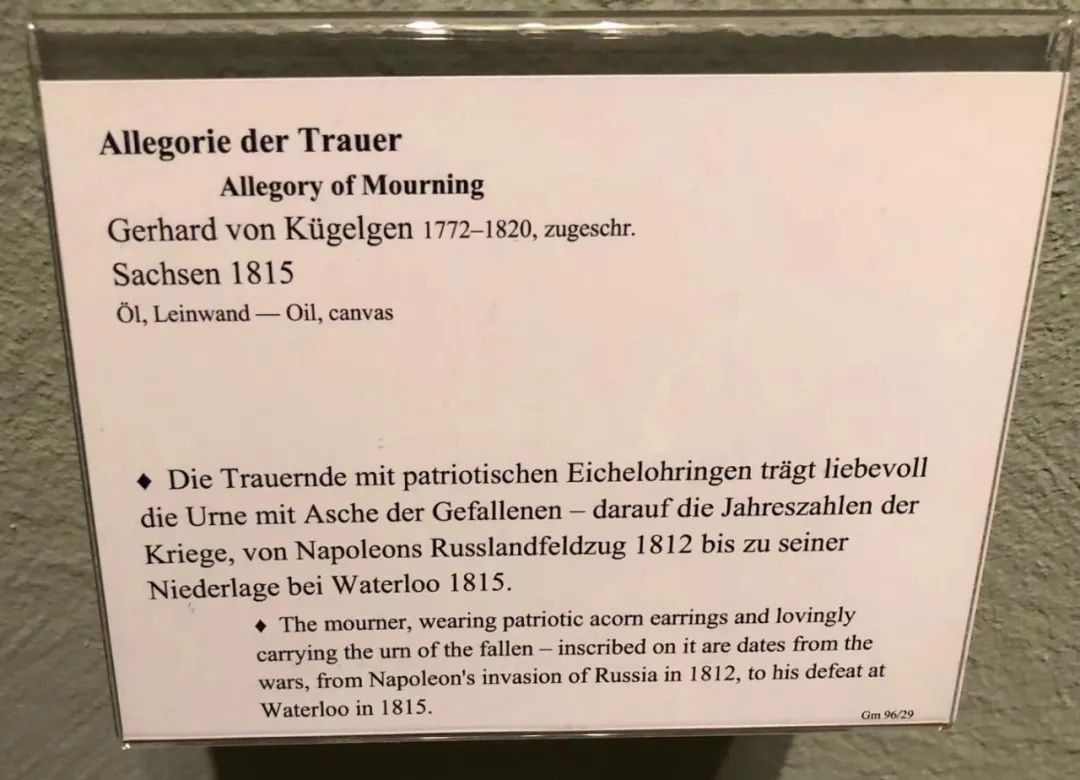 Allegorie der Trauer
Allegory of Mourning
Gerhard von Kügelgen 1772–1820, zugeschr.
Sachsen 1815
Öl, Leinwand — Oil, canvas
♦ Die Trauernde mit patriotischen Eichelohringen trägt liebevoll
die Urne mit Asche der Gefallenen – darauf die Jahreszahlen der
Kriege, von Napoleons Russlandfeldzug 1812 bis zu seiner
Niederlage bei Waterloo 1815.
♦ The mourner, wearing patriotic acorn earrings and lovingly
carrying the urn of the fallen – inscribed on it are dates from the
wars, from Napoleon's invasion of Russia in 1812, to his defeat at
Waterloo in 1815.
Gm 96/29